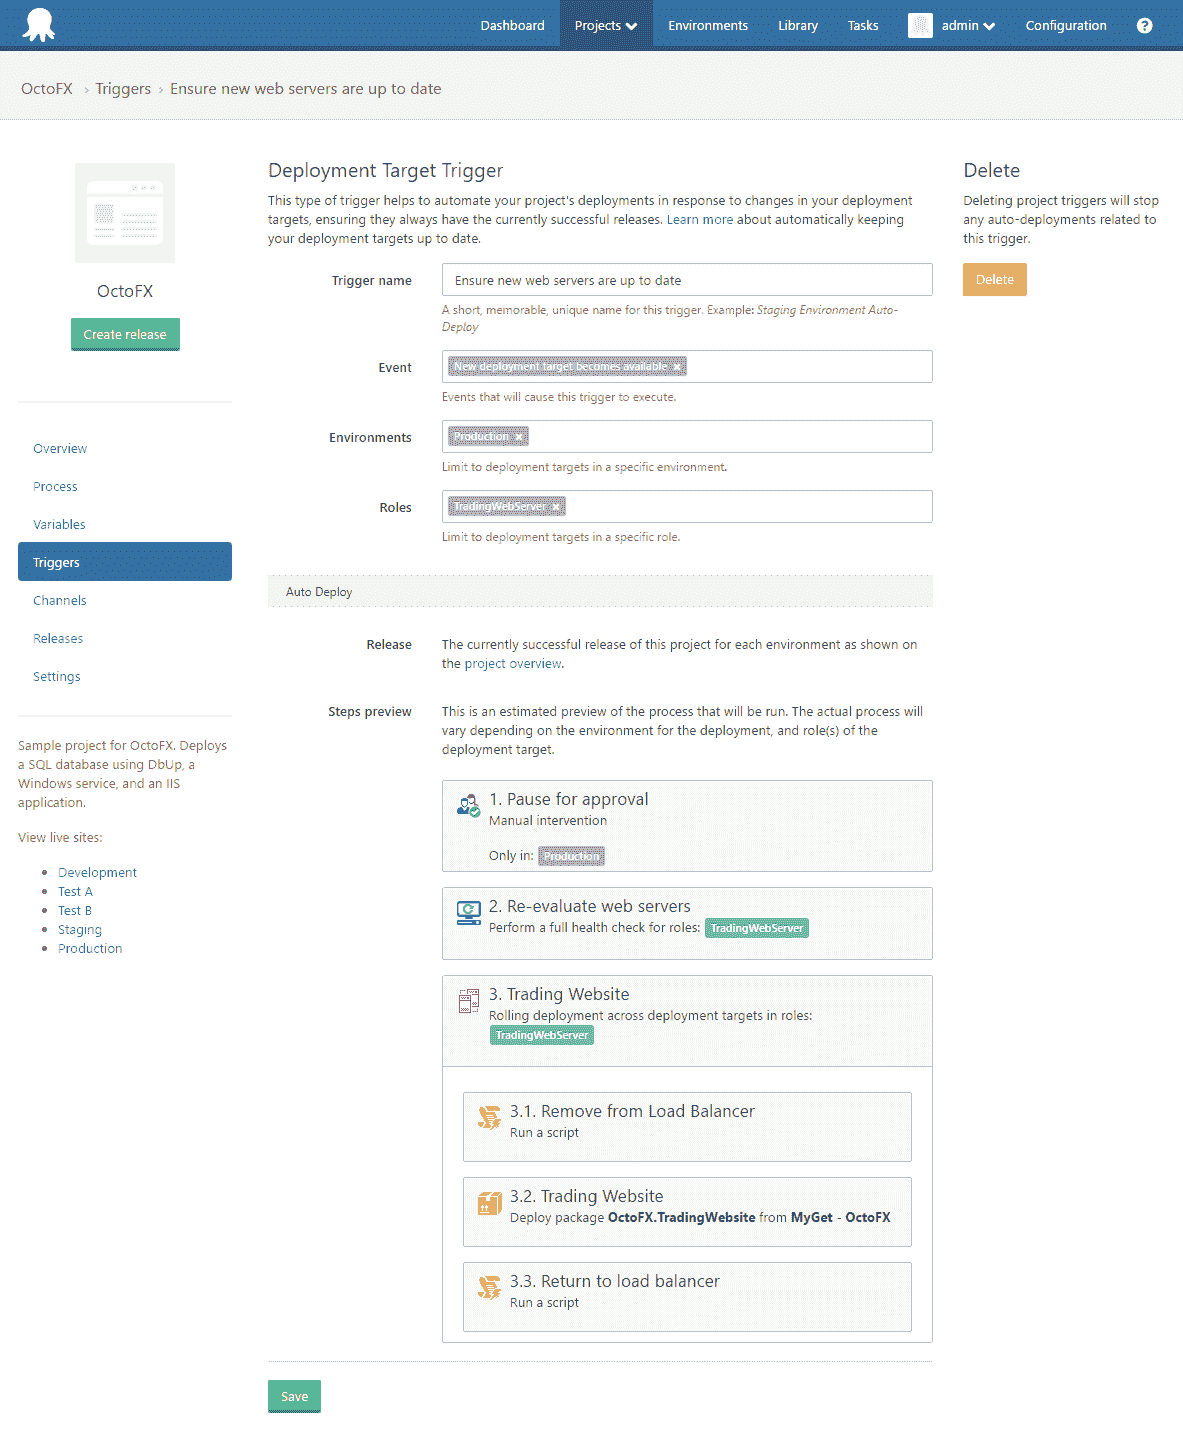 Dashboard Projects Environments Library Tasks admin Configuration ?
OctoFX › Triggers › Ensure new web servers are up to date
OctoFX
Create release
Overview
Process
Variables
Triggers
Channels
Releases
Settings
Sample project for OctoFX. Deploys
a SQL database using DbUp, a
Windows service, and an IIS
application.
View live sites:
• Development
• Test A
• Test B
• Staging
• Production
Deployment Target Trigger
This type of trigger helps to automate your project's deployments in response to changes in your deployment
targets, ensuring they always have the currently successful releases. Learn more about automatically keeping
your deployment targets up to date.
Trigger name
Ensure new web servers are up to date
A short, memorable, unique name for this trigger. Example: Staging Environment Auto-
Deploy
Event
New deployment target becomes available ×
Events that will cause this trigger to execute.
Environments
Production ×
Limit to deployment targets in a specific environment.
Roles
TradingWebServer ×
Limit to deployment targets in a specific role.
Auto Deploy
Release
The currently successful release of this project for each environment as shown on
the project overview.
Steps preview
This is an estimated preview of the process that will be run. The actual process will
vary depending on the environment for the deployment, and role(s) of the
deployment target.
1. Pause for approval
Manual intervention
Only in: Production
2. Re-evaluate web servers
Perform a full health check for roles: TradingWebServer
3. Trading Website
Rolling deployment across deployment targets in roles:
TradingWebServer
3.1. Remove from Load Balancer
Run a script
3.2. Trading Website
Deploy package OctoFX.TradingWebsite from MyGet - OctoFX
3.3. Return to load balancer
Run a script
Save
Delete
Deleting project triggers will stop
any auto-deployments related to
this trigger.
Delete